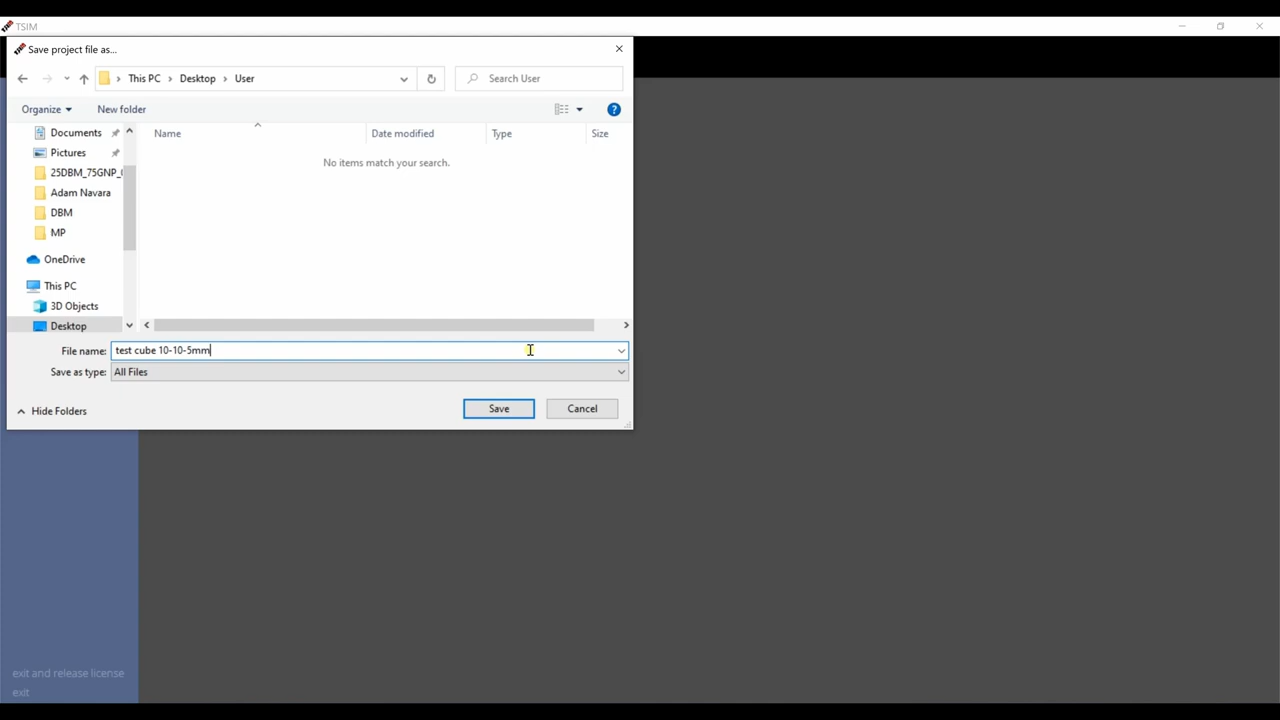 TSIM
Save project file as...
This PC > Desktop > User
Search User
Organize
New folder
Name
Date modified
Type
Size
No items match your search.
Documents
Pictures
25DBM_75GNP_
Adam Navara
DBM
MP
OneDrive
This PC
3D Objects
Desktop
File name: test cube 10-10-5mm
Save as type: All Files
Hide Folders
Save
Cancel
exit and release license
exit